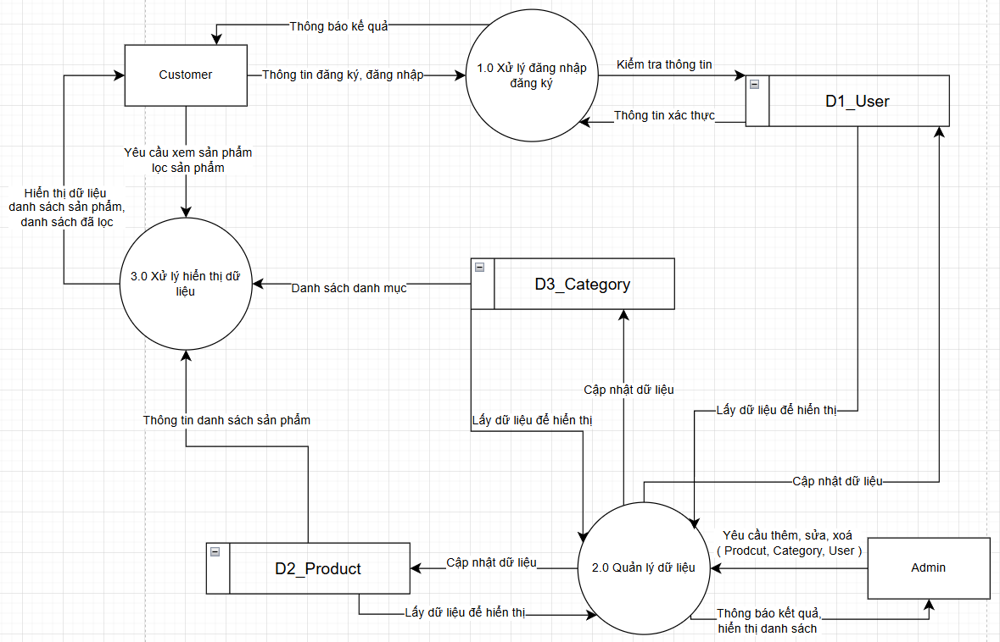 Thông báo kế quả
Customer
Thông tin đăng ký, đăng nhập
1.0 Xử lý đăng nhập
đăng ký
Kiểm tra thông tin
D1_User
Thông tin xác thực
Yêu cầu xem sản phẩm
lọc sản phẩm
Hiển thị dữ liệu
danh sách sản phẩm,
danh sách đã lọc
3.0 Xử lý hiển thị dữ
liệu
Danh sách danh mục
D3_Category
Cập nhật dữ liệu
Lấy dữ liệu để hiển thị
Lấy dữ liệu để hiển thị
Thông tin danh sách sản phẩm
Cập nhật dữ liệu
D2_Product
Cập nhật dữ liệu
2.0 Quản lý dữ liệu
Yêu cầu thêm, sửa, xoá
( Prodcut, Category, User )
Admin
Lấy dữ liệu để hiển thị
Thông báo kết quả,
hiển thị danh sách